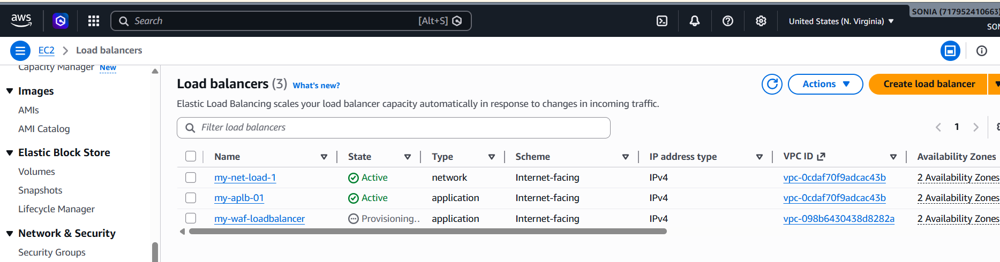 aws
Search [Alt+S]
United States (N. Virginia)
SONIA (717952410663)
EC2 Load balancers
Capacity Manager New
Images
AMIs
AMI Catalog
Elastic Block Store
Volumes
Snapshots
Lifecycle Manager
Network & Security
Security Groups
Load balancers (3) What's new?
Actions
Create load balancer
Elastic Load Balancing scales your load balancer capacity automatically in response to changes in incoming traffic.
Filter load balancers
1
Name State Type Scheme IP address type VPC ID Availability Zones
my-net-load-1 Active network Internet-facing IPv4 vpc-0cdaf70f9adcac43b 2 Availability Zones
my-aplb-01 Active application Internet-facing IPv4 vpc-0cdaf70f9adcac43b 2 Availability Zones
my-waf-loadbalancer Provisioning.. application Internet-facing IPv4 vpc-098b6430438d8282a 2 Availability Zones